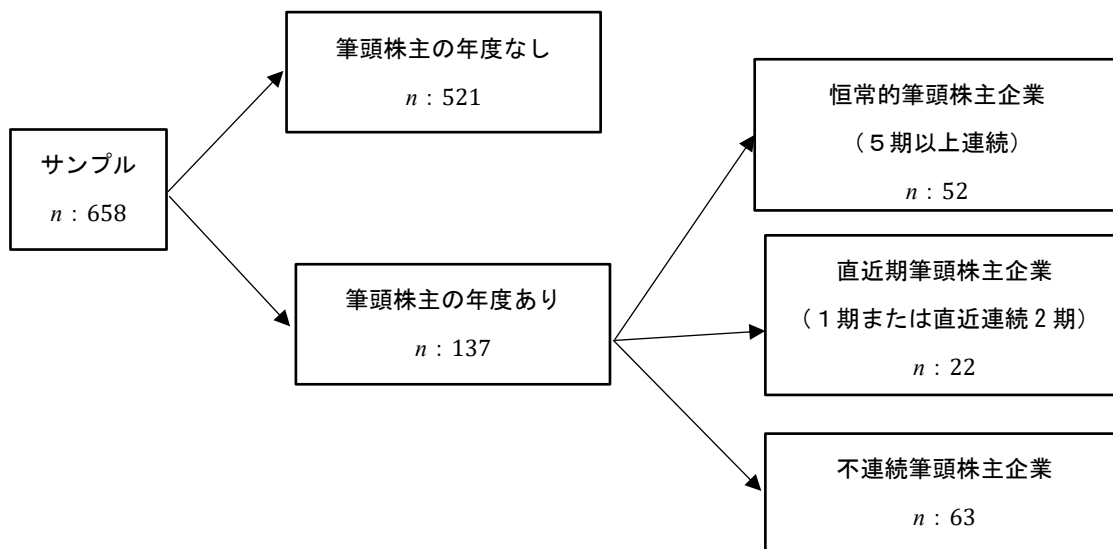 サンプル
n：658
筆頭株主の年度なし
n：521
筆頭株主の年度あり
n：137
恒常的筆頭株主企業
（５期以上連続）
n：52
直近期筆頭株主企業
（１期または直近連続２期）
n：22
不連続筆頭株主企業
n：63